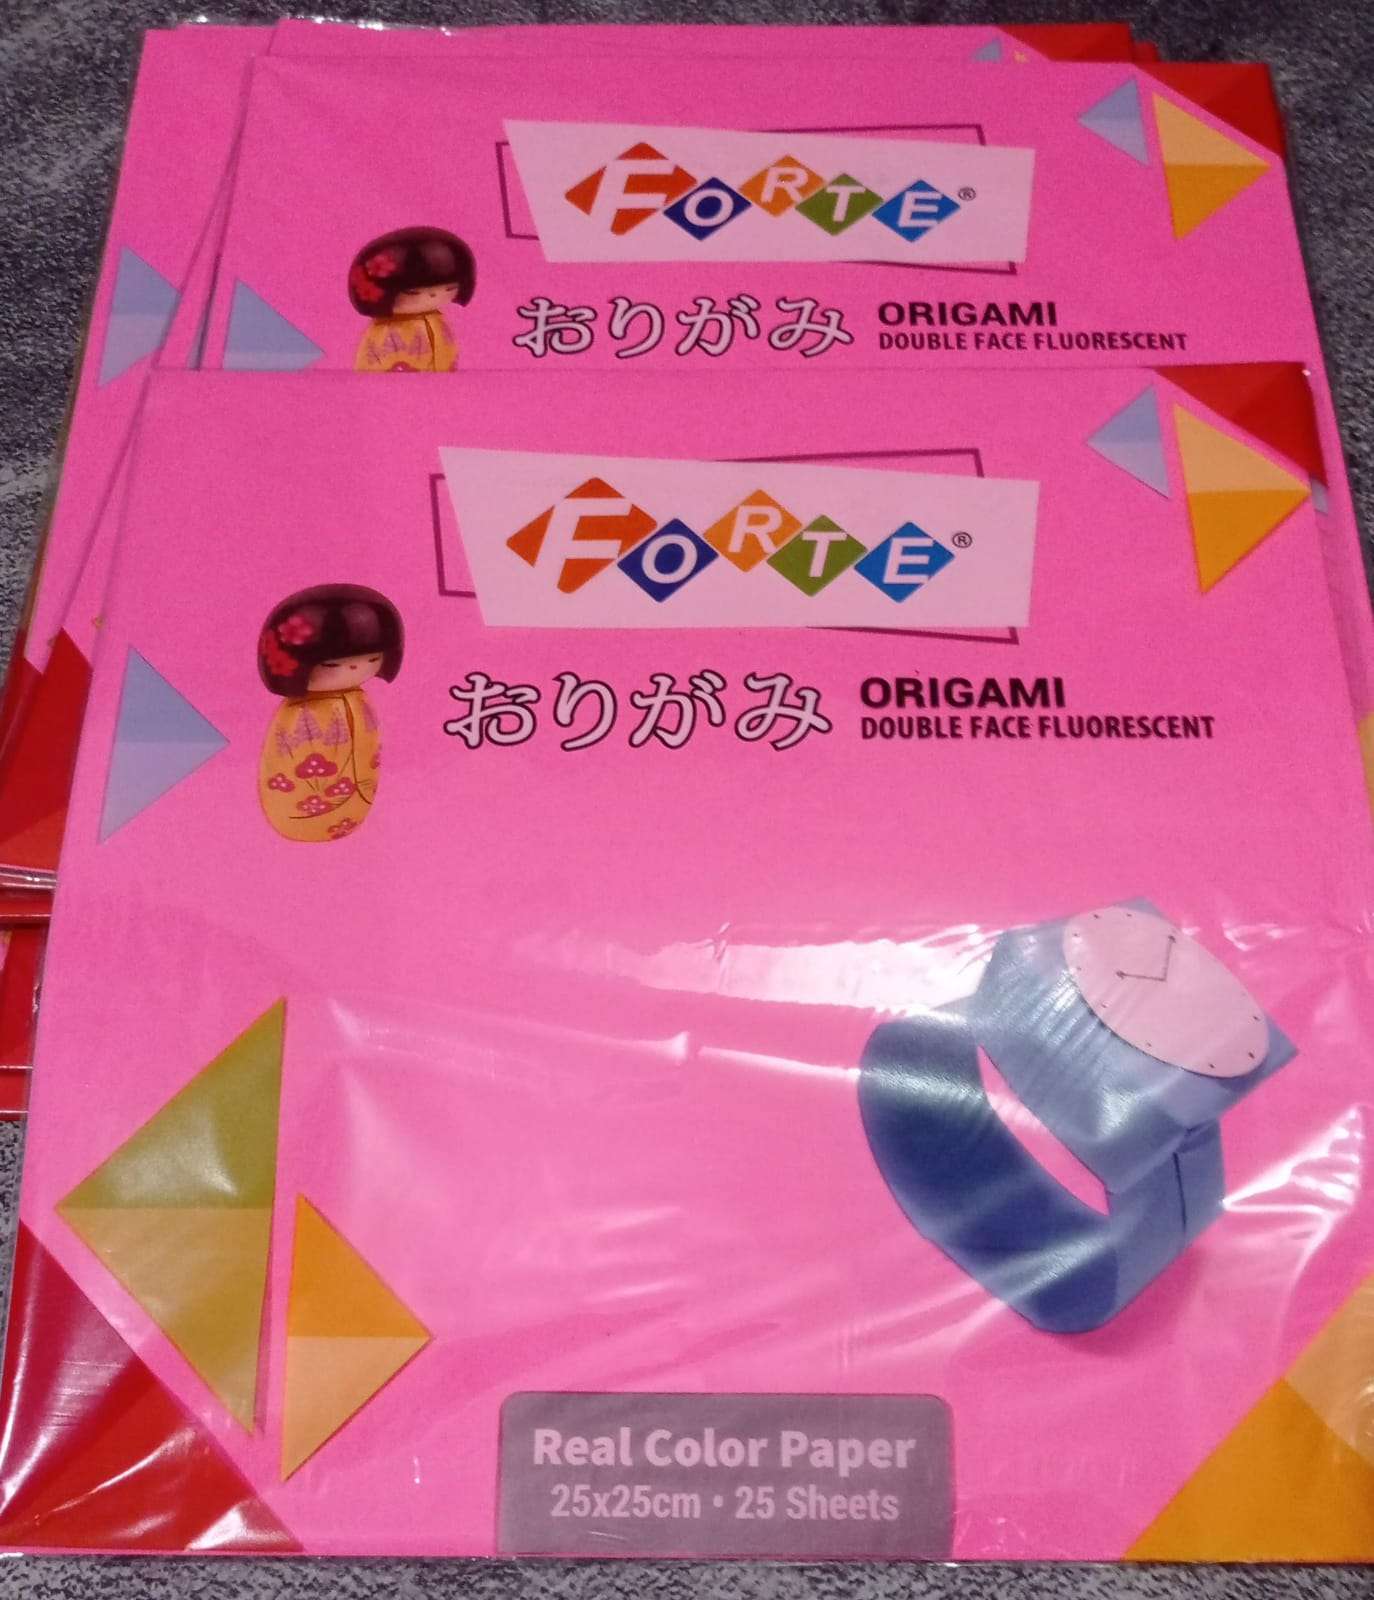 FORTE®
おりがみ ORIGAMI
DOUBLE FACE FLUORESCENT
FORTE®
おりがみ ORIGAMI
DOUBLE FACE FLUORESCENT
Real Color Paper
25x25cm • 25 Sheets